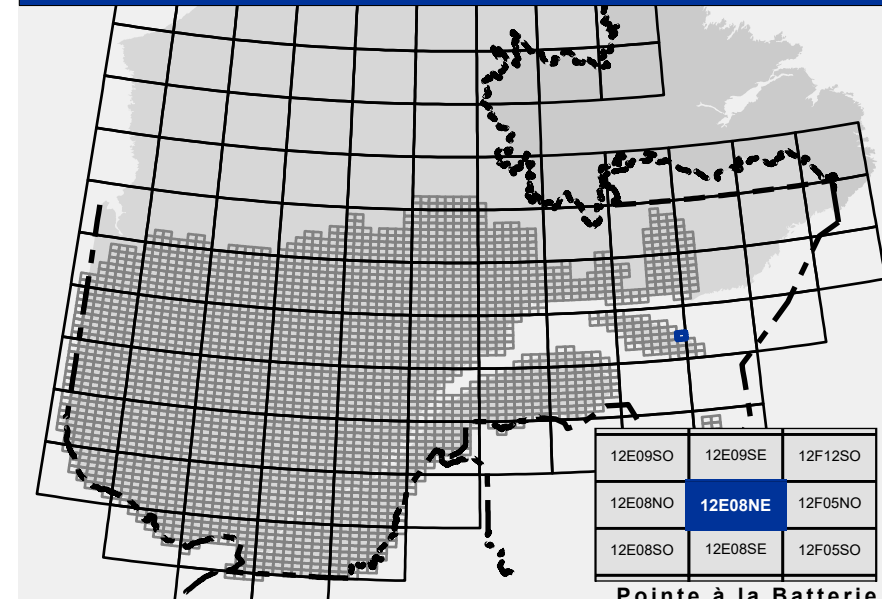 12E09SO 12E09SE 12F12SO
12E08NO 12E08NE 12F05NO
12E08SO 12E08SE 12F05SO
Pointe à la Batterie